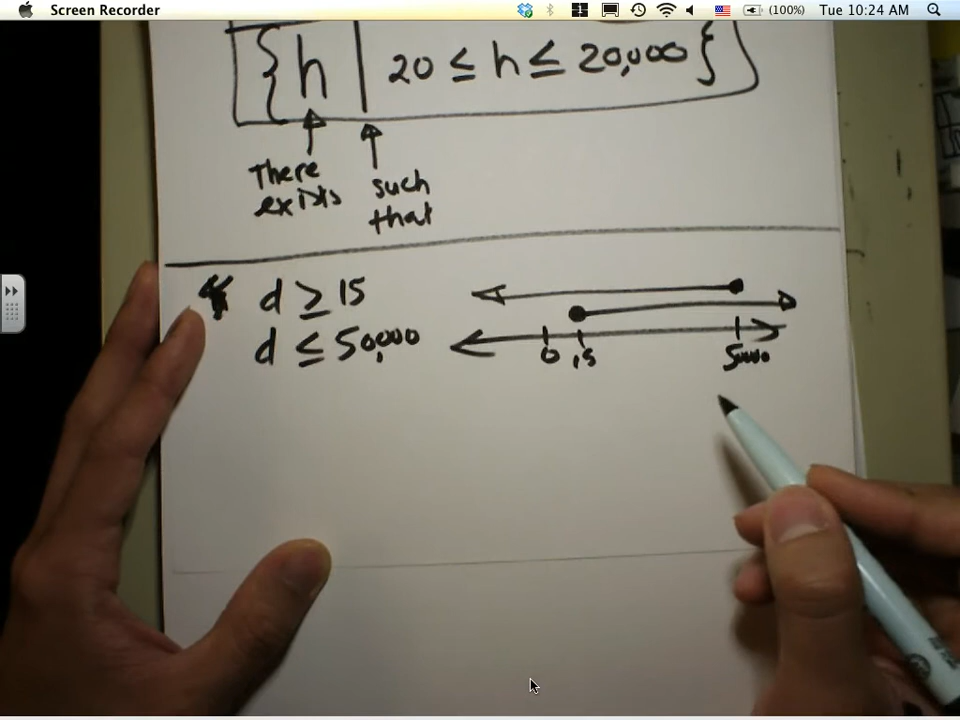 Screen Recorder
(100%) Tue 10:24 AM
{ h | 20 ≤ h ≤ 20,000 }
There exists
such that
d ≥ 15
d ≤ 50,000
0 15 50000